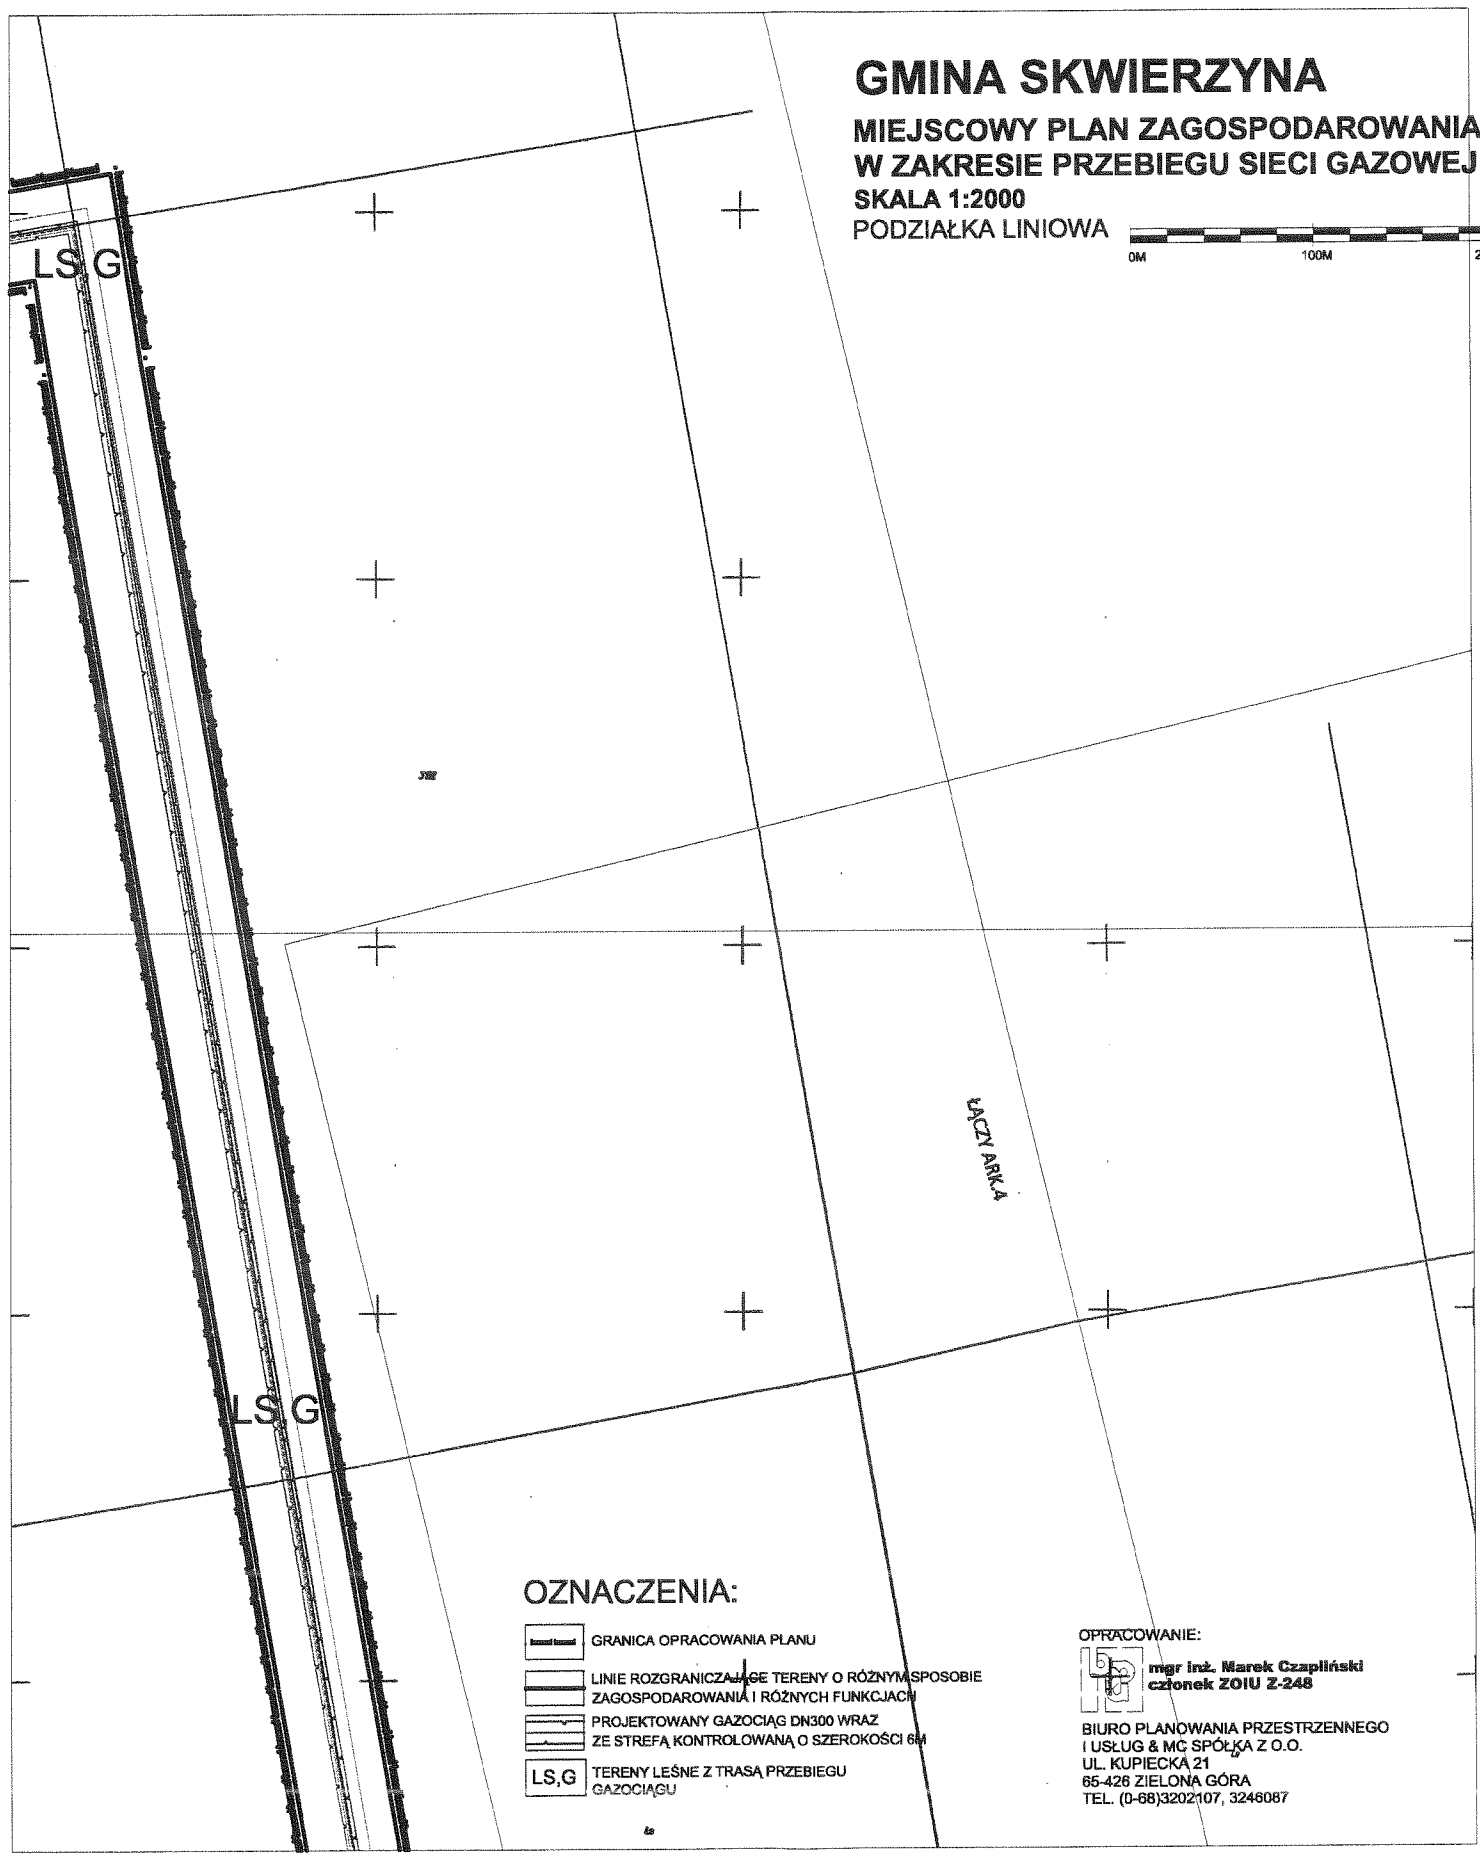 GMINA SKWIERZYNA
MIEJSCOWY PLAN ZAGOSPODAROWANIA
W ZAKRESIE PRZEBIEGU SIECI GAZOWEJ
SKALA 1:2000
PODZIAŁKA LINIOWA
0M 100M 2
LS,G
ŁĄCZY ARK.4
LS,G
OZNACZENIA:
GRANICA OPRACOWANIA PLANU
LINIE ROZGRANICZAJĄCE TERENY O RÓŻNYM SPOSOBIE
ZAGOSPODAROWANIA I RÓŻNYCH FUNKCJACH
PROJEKTOWANY GAZOCIĄG DN300 WRAZ
ZE STREFĄ KONTROLOWANĄ O SZEROKOŚCI 6M
LS,G
TERENY LEŚNE Z TRASĄ PRZEBIEGU
GAZOCIĄGU
OPRACOWANIE:
mgr inż. Marek Czapliński
członek ZOIU Z-248
BIURO PLANOWANIA PRZESTRZENNEGO
I USŁUG & MC SPÓŁKA Z O.O.
UL. KUPIECKA 21
65-426 ZIELONA GÓRA
TEL. (0-68)3202107, 3246087